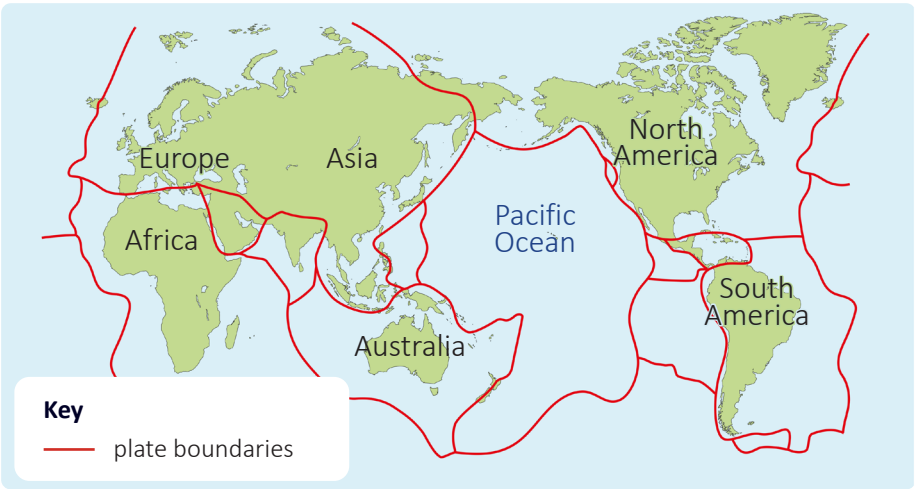 North
America
Europe
Asia
Pacific
Ocean
Africa
South
America
Australia
Key
plate boundaries